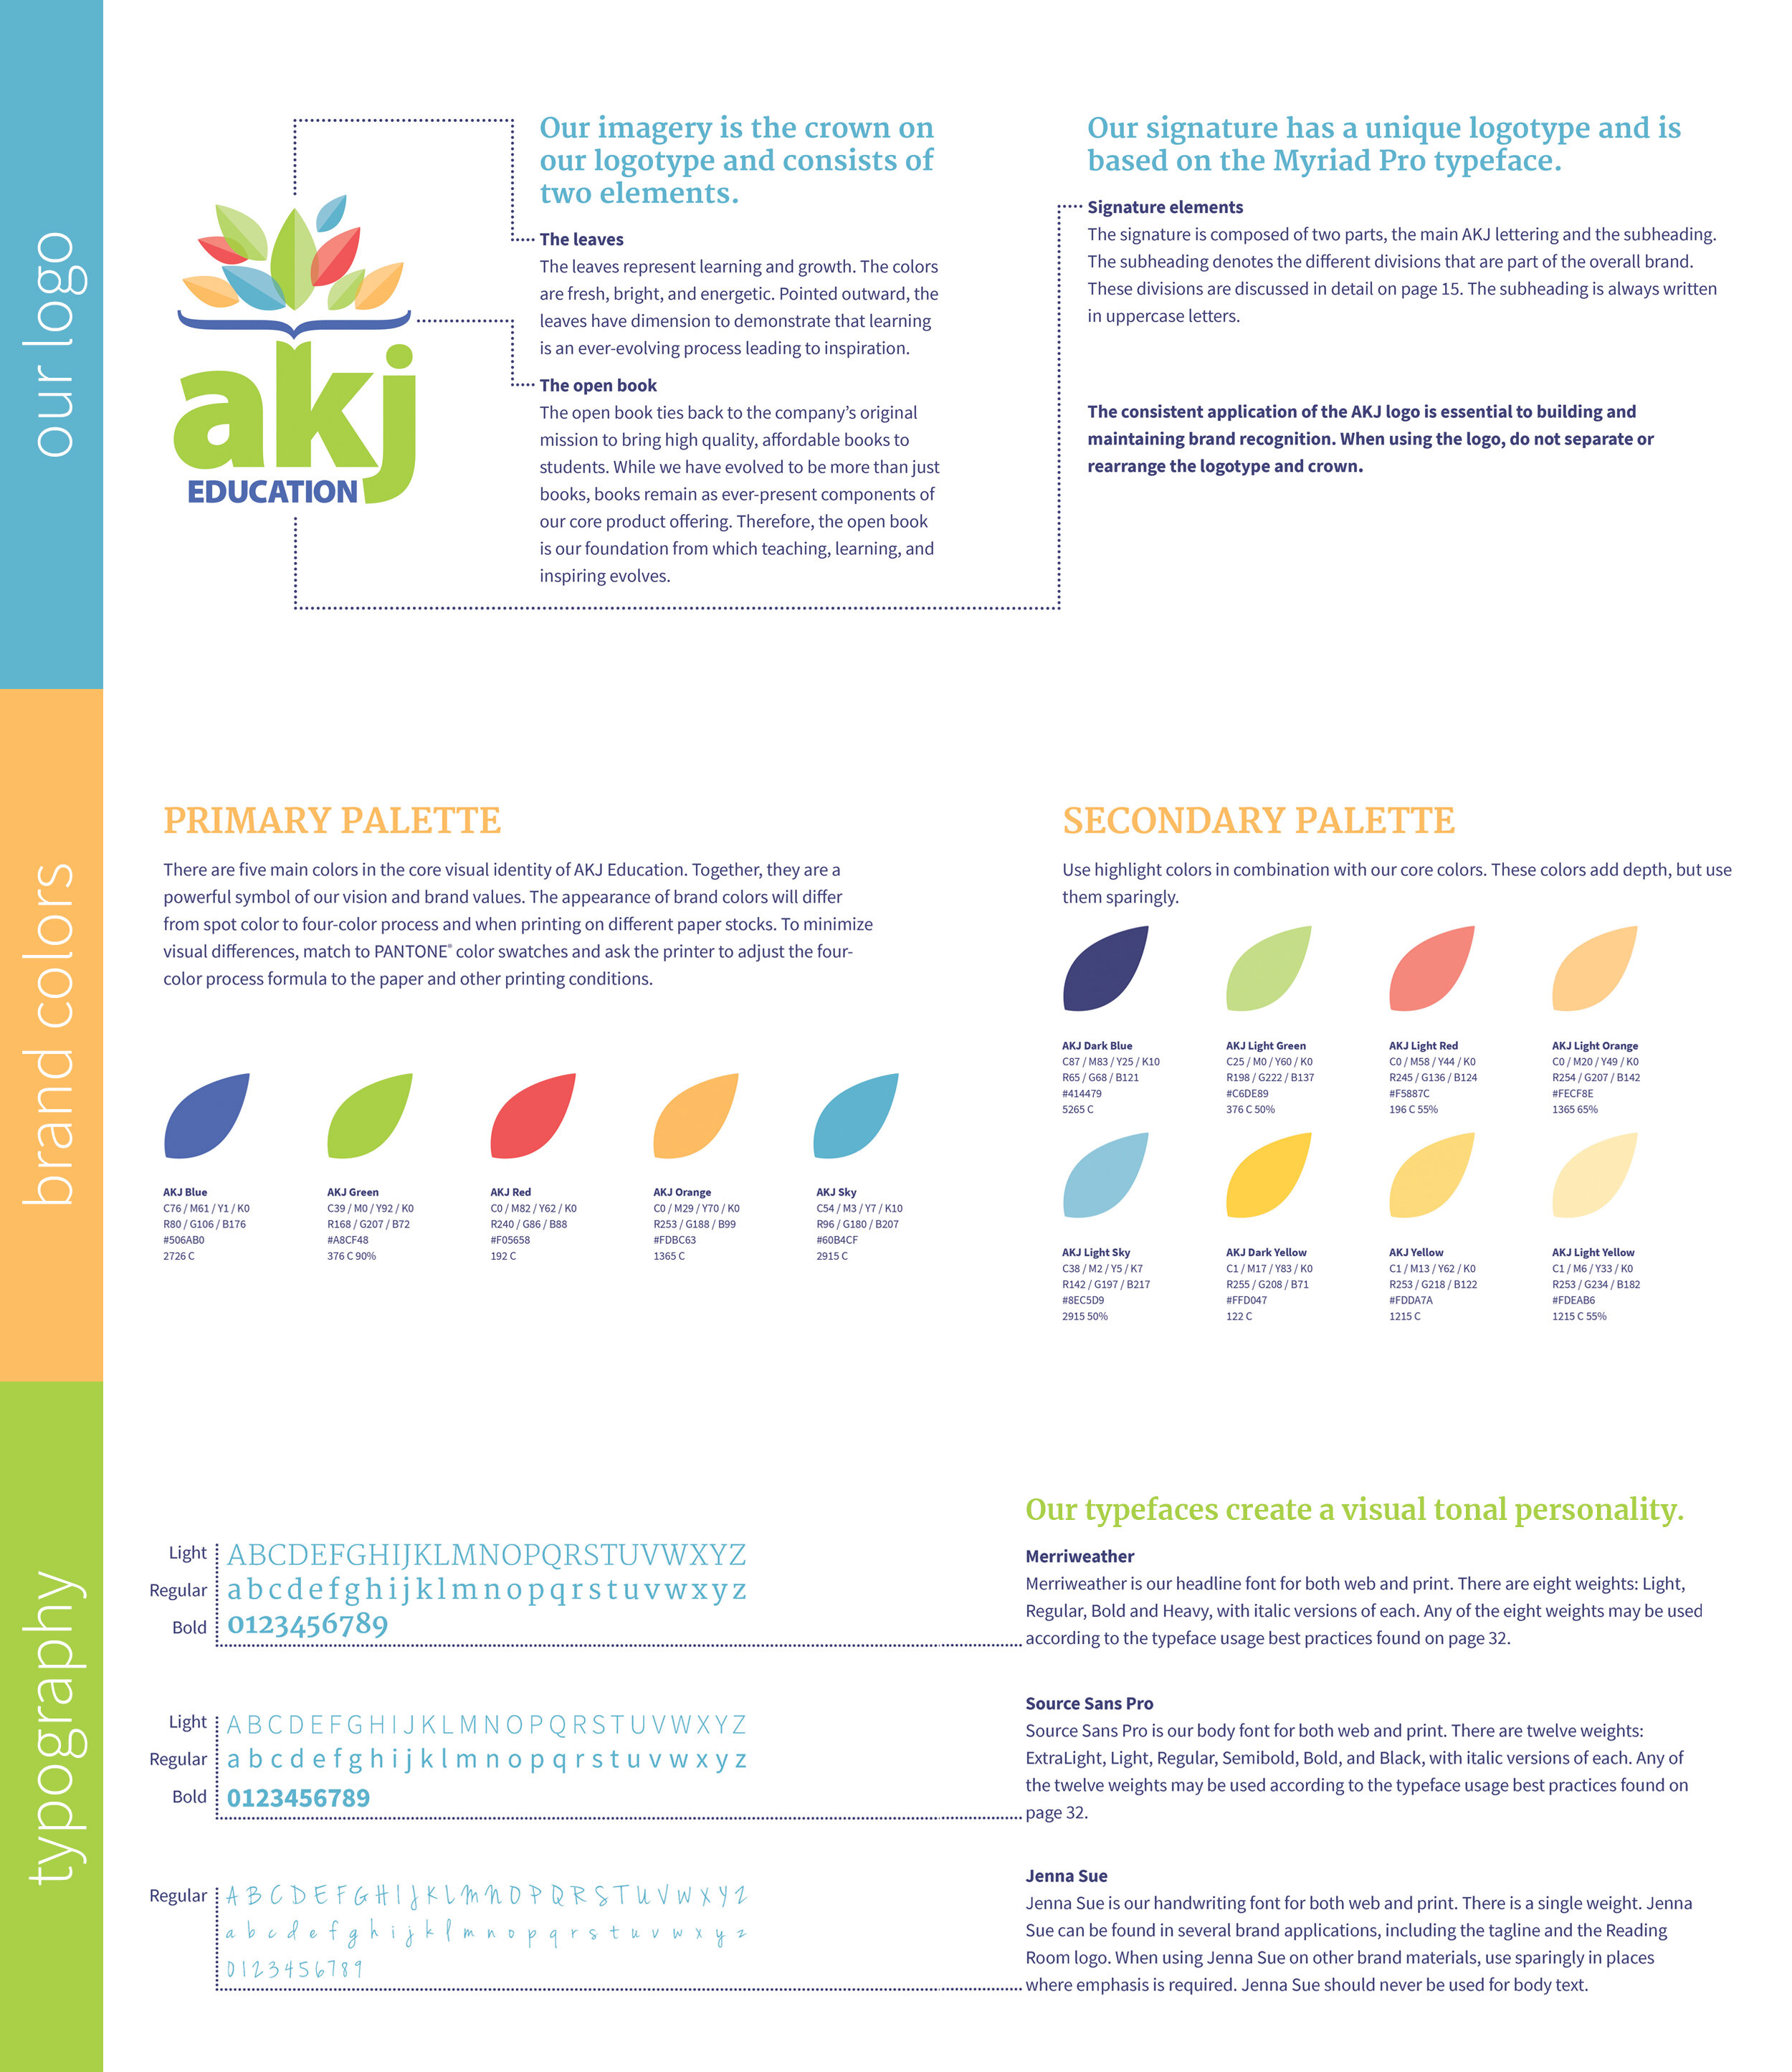 our logo
akj
EDUCATION
Our imagery is the crown on
our logotype and consists of
two elements.
The leaves
The leaves represent learning and growth. The colors
are fresh, bright, and energetic. Pointed outward, the
leaves have dimension to demonstrate that learning
is an ever-evolving process leading to inspiration.
The open book
The open book ties back to the company’s original
mission to bring high quality, affordable books to
students. While we have evolved to be more than just
books, books remain as ever-present components of
our core product offering. Therefore, the open book
is our foundation from which teaching, learning, and
inspiring evolves.
Our signature has a unique logotype and is
based on the Myriad Pro typeface.
Signature elements
The signature is composed of two parts, the main AKJ lettering and the subheading.
The subheading denotes the different divisions that are part of the overall brand.
These divisions are discussed in detail on page 15. The subheading is always written
in uppercase letters.
The consistent application of the AKJ logo is essential to building and
maintaining brand recognition. When using the logo, do not separate or
rearrange the logotype and crown.
brand colors
PRIMARY PALETTE
There are five main colors in the core visual identity of AKJ Education. Together, they are a
powerful symbol of our vision and brand values. The appearance of brand colors will differ
from spot color to four-color process and when printing on different paper stocks. To minimize
visual differences, match to PANTONE® color swatches and ask the printer to adjust the four-
color process formula to the paper and other printing conditions.
AKJ Blue
C76 / M61 / Y1 / K0
R80 / G106 / B176
#506AB0
2726 C
AKJ Green
C39 / M0 / Y92 / K0
R168 / G207 / B72
#A8CF48
376 C 90%
AKJ Red
C0 / M82 / Y62 / K0
R240 / G86 / B88
#F05658
192 C
AKJ Orange
C0 / M29 / Y70 / K0
R253 / G188 / B99
#FDBC63
1365 C
AKJ Sky
C54 / M3 / Y7 / K10
R96 / G180 / B207
#60B4CF
2915 C
SECONDARY PALETTE
Use highlight colors in combination with our core colors. These colors add depth, but use
them sparingly.
AKJ Dark Blue
C87 / M83 / Y25 / K10
R65 / G68 / B121
#414479
5265 C
AKJ Light Green
C25 / M0 / Y60 / K0
R198 / G222 / B137
#C6DE89
376 C 50%
AKJ Light Red
C0 / M58 / Y44 / K0
R245 / G136 / B124
#F5887C
196 C 55%
AKJ Light Orange
C0 / M20 / Y49 / K0
R254 / G207 / B142
#FECF8E
1365 65%
AKJ Light Sky
C38 / M2 / Y5 / K7
R142 / G197 / B217
#8EC5D9
2915 50%
AKJ Dark Yellow
C1 / M17 / Y83 / K0
R255 / G208 / B71
#FFD047
122 C
AKJ Yellow
C1 / M13 / Y62 / K0
R253 / G218 / B122
#FDDA7A
1215 C
AKJ Light Yellow
C1 / M6 / Y33 / K0
R253 / G234 / B182
#FDEAB6
1215 C 55%
typography
Light ABCDEFGHIJKLMNOPQRSTUVWXYZ
Regular abcdefghijklmnopqrstuvwxyz
Bold 0123456789
Light ABCDEFGHIJKLMNOPQRSTUVWXYZ
Regular abcdefghijklmnopqrstuvwxyz
Bold 0123456789
Regular ABCDEFGHIJKLMNOPQRSTUVWXYZ
abcdefghijklmnopqrstuvwxyz
0123456789
Our typefaces create a visual tonal personality.
Merriweather
Merriweather is our headline font for both web and print. There are eight weights: Light,
Regular, Bold and Heavy, with italic versions of each. Any of the eight weights may be used
according to the typeface usage best practices found on page 32.
Source Sans Pro
Source Sans Pro is our body font for both web and print. There are twelve weights:
ExtraLight, Light, Regular, Semibold, Bold, and Black, with italic versions of each. Any of
the twelve weights may be used according to the typeface usage best practices found on
page 32.
Jenna Sue
Jenna Sue is our handwriting font for both web and print. There is a single weight. Jenna
Sue can be found in several brand applications, including the tagline and the Reading
Room logo. When using Jenna Sue on other brand materials, use sparingly in places
where emphasis is required. Jenna Sue should never be used for body text.